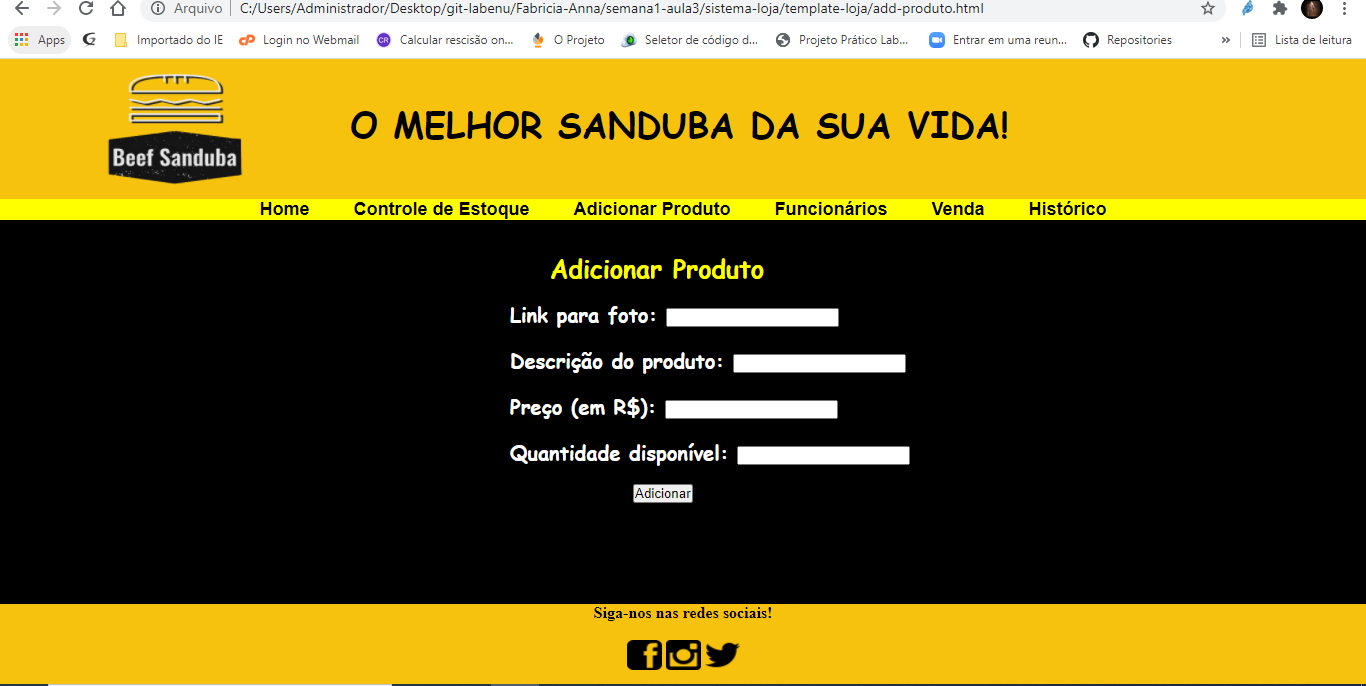 Arquivo C:/Users/Administrador/Desktop/git-labenu/Fabricia-Anna/semana1-aula3/sistema-loja/template-loja/add-produto.html
Apps Importado do IE cP Login no Webmail CR Calcular rescisão on... O Projeto Seletor de código d... Projeto Prático Lab... Entrar em uma reun... Repositories » Lista de leitura
O MELHOR SANDUBA DA SUA VIDA!
Beef Sanduba
Home Controle de Estoque Adicionar Produto Funcionários Venda Histórico
Adicionar Produto
Link para foto:
Descrição do produto:
Preço (em R$):
Quantidade disponível:
Adicionar
Siga-nos nas redes sociais!